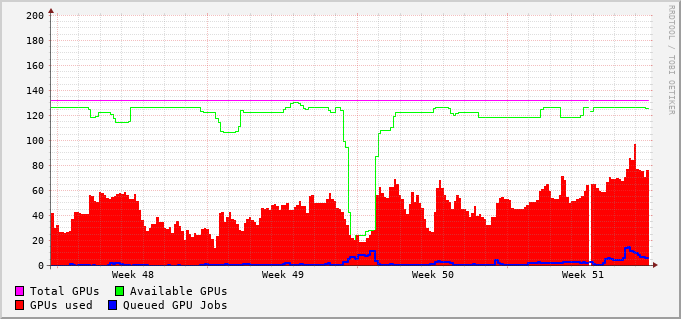 RRDTOOL / TOBI OETIKER
200
180
160
140
120
100
80
60
40
20
0
Week 48 Week 49 Week 50 Week 51
Total GPUs Available GPUs
GPUs used Queued GPU Jobs